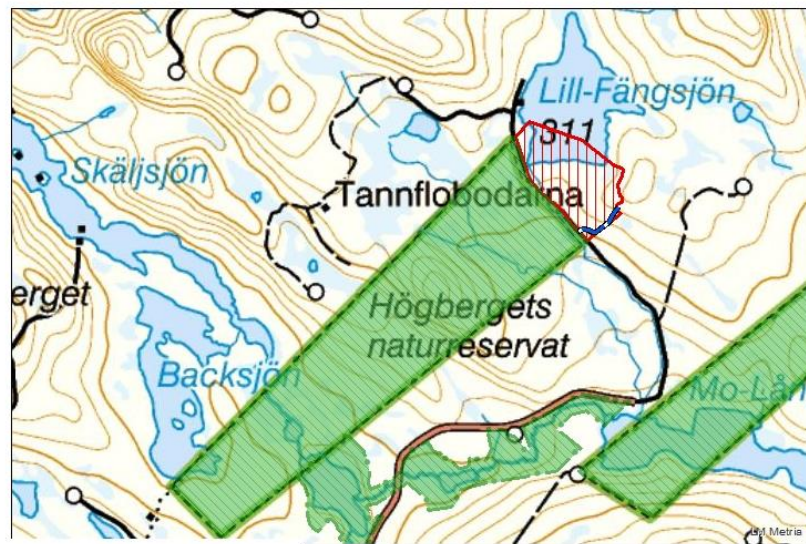 Lill-Fängsjön
311
Skäljsjön
Tannflobodarna
erget
Högbergets
naturreservat
Backsjön
Mo-Lån
LM Metria